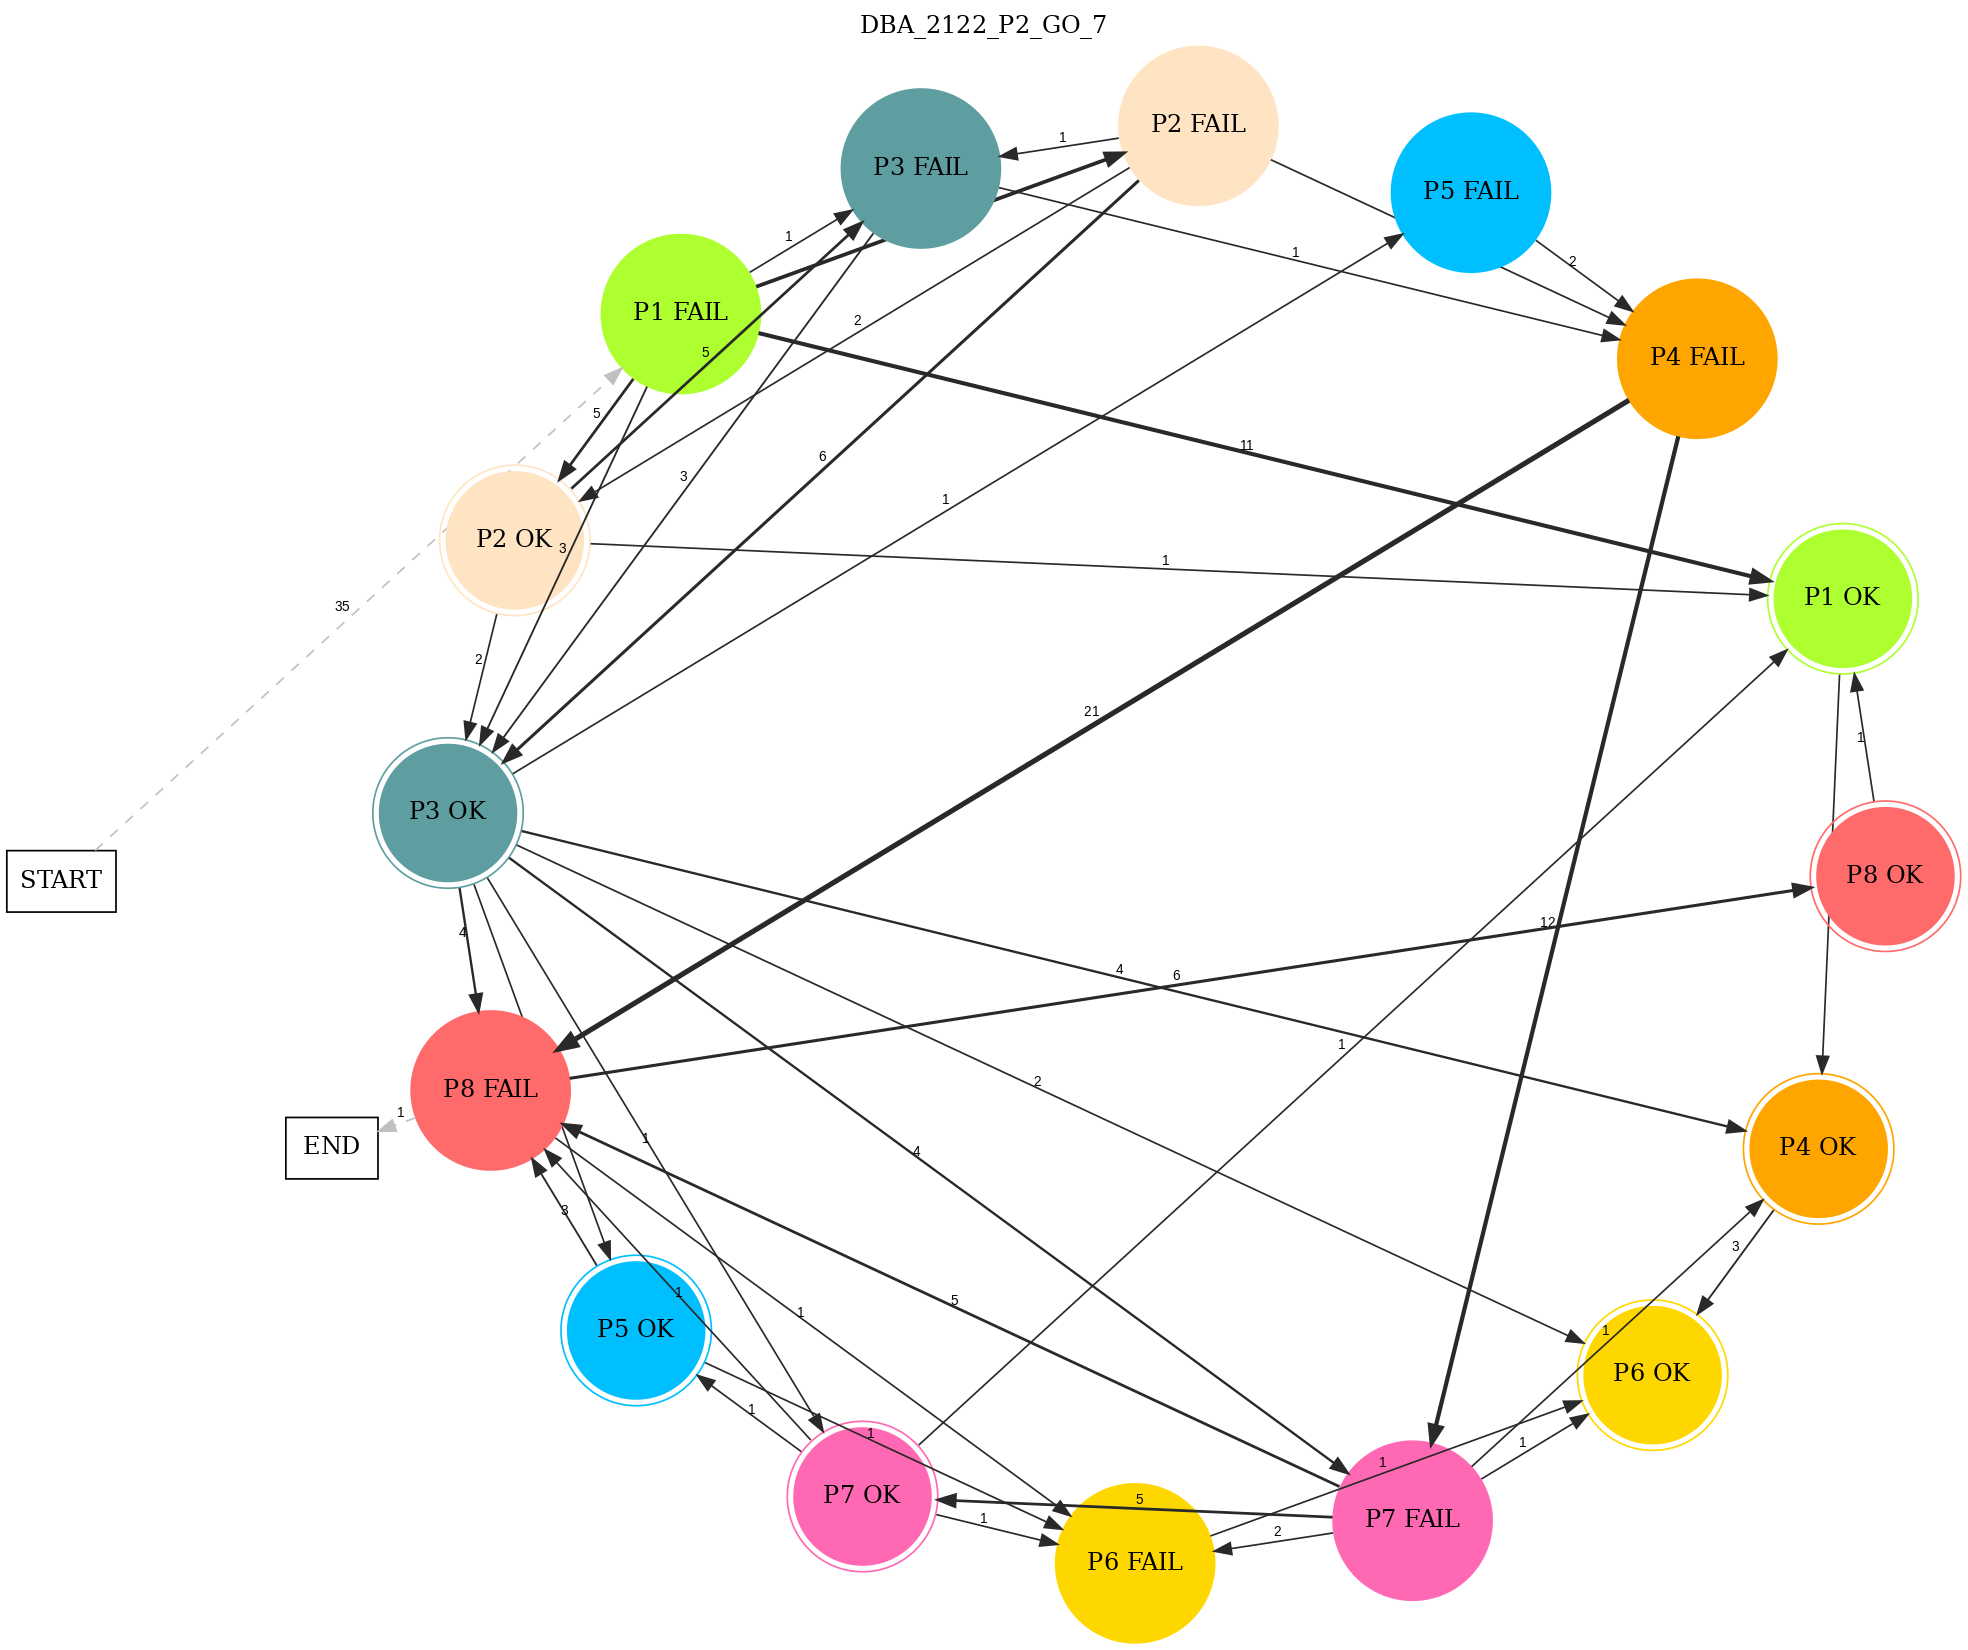 DBA_2122_P2_GO_7
P2 FAIL
P3 FAIL
1
P5 FAIL
1
1
2
P1 FAIL
2
5
P4 FAIL
5
11
6
3
1
P2 OK
3
1
P1 OK
35
2
21
1
P3 OK
START
P8 OK
4
12
4
6
1
2
P8 FAIL
1
END
1
4
P4 OK
3
3
1
5
1
P5 OK
1
P6 OK
1
1
1
1
P7 OK
5
P7 FAIL
1
2
P6 FAIL